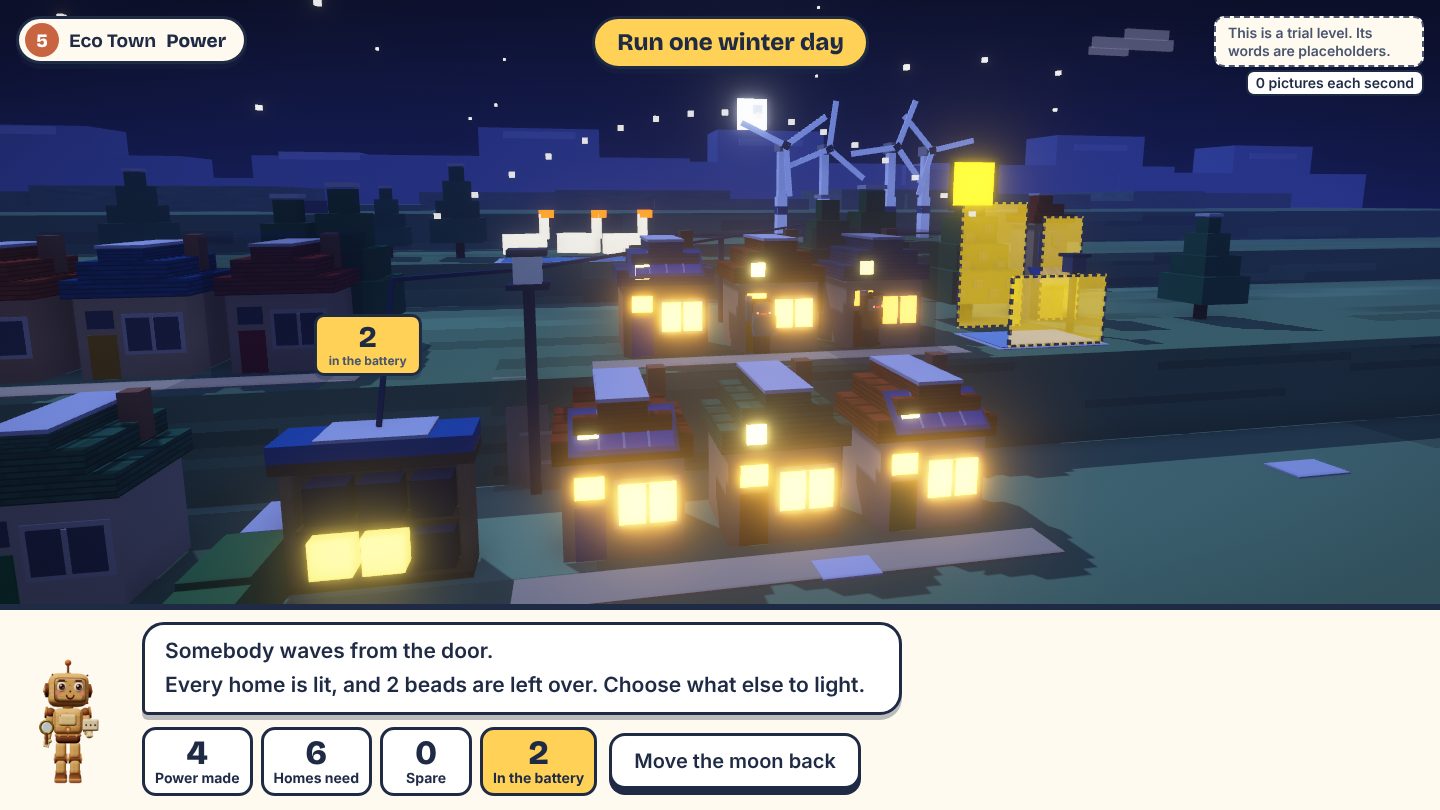 5 Eco Town Power
Run one winter day
This is a trial level. Its
words are placeholders.
0 pictures each second
2
in the battery
Somebody waves from the door.
Every home is lit, and 2 beads are left over. Choose what else to light.
4
Power made
6
Homes need
0
Spare
2
In the battery
Move the moon back